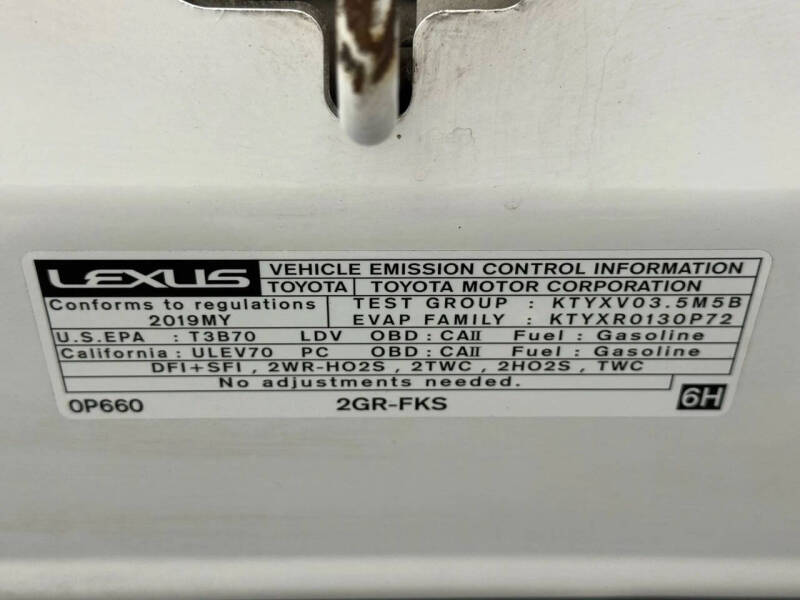 LEXUS VEHICLE EMISSION CONTROL INFORMATION
TOYOTA TOYOTA MOTOR CORPORATION
Conforms to regulations TEST GROUP : KTYXV03.5M5B
2019MY EVAP FAMILY : KTYXR0130P72
U.S.EPA : T3B70 LDV OBD : CAII Fuel : Gasoline
California : ULEV70 PC OBD : CAII Fuel : Gasoline
DFI+SFI , 2WR-HO2S , 2TWC , 2HO2S , TWC
No adjustments needed.
0P660 2GR-FKS 6H